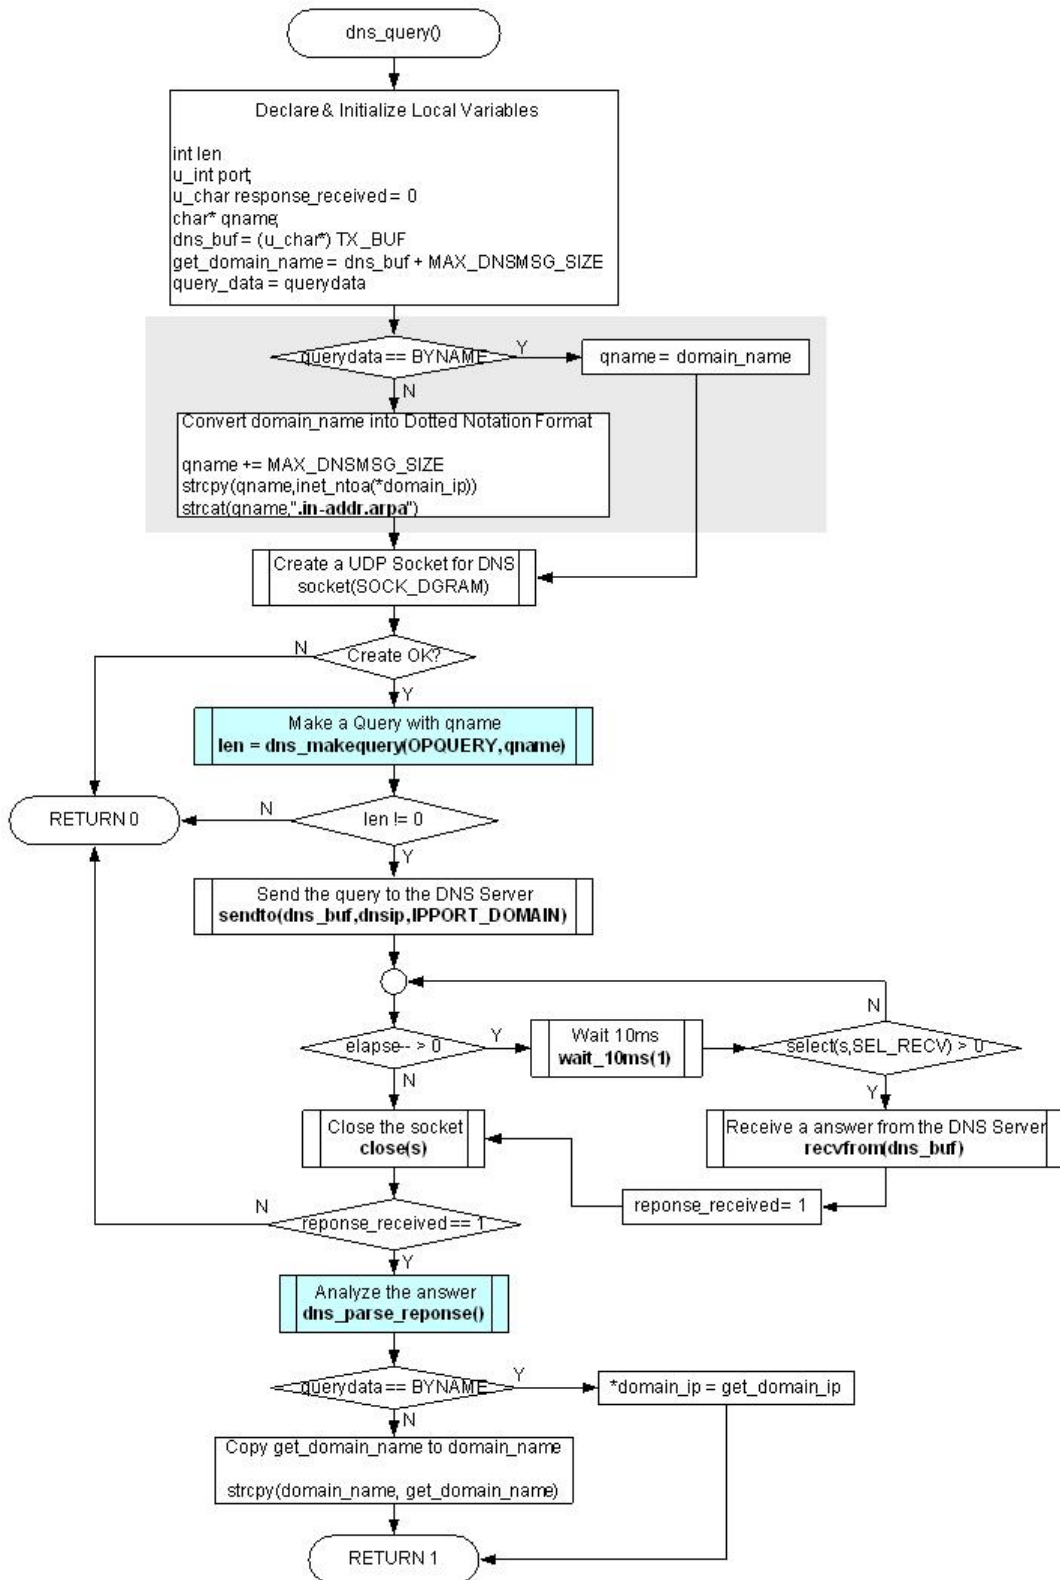 dns_query()
Declare & Initialize Local Variables
int len
u_int port;
u_char response_received = 0
char* qname;
dns_buf = (u_char*) TX_BUF
get_domain_name = dns_buf + MAX_DNSMSG_SIZE
query_data = querydata
querydata == BYNAME
Y
qname = domain_name
N
Convert domain_name into Dotted Notation Format
qname += MAX_DNSMSG_SIZE
strcpy(qname,inet_ntoa(*domain_ip))
strcat(qname,".in-addr.arpa")
Create a UDP Socket for DNS
socket(SOCK_DGRAM)
N
Create OK?
Y
Make a Query with qname
len = dns_makequery(OPQUERY,qname)
RETURN 0
N
len != 0
Y
Send the query to the DNS Server
sendto(dns_buf,dnsip,IPPORT_DOMAIN)
N
elapse-- > 0
Y
Wait 10ms
wait_10ms(1)
select(s,SEL_RECV) > 0
N
Y
Close the socket
close(s)
Receive a answer from the DNS Server
recvfrom(dns_buf)
reponse_received = 1
N
reponse_received == 1
Y
Analyze the answer
dns_parse_reponse()
querydata == BYNAME
Y
*domain_ip = get_domain_ip
N
Copy get_domain_name to domain_name
strcpy(domain_name, get_domain_name)
RETURN 1